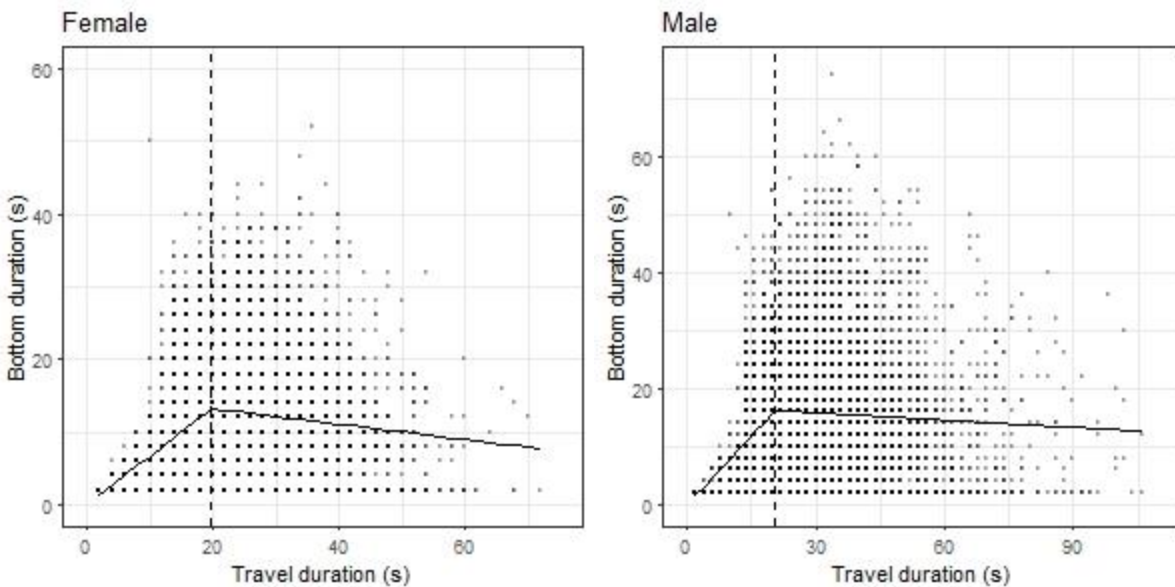 Female
60
40
20
0
Bottom duration (s)
0 20 40 60
Travel duration (s)
Male
60
40
20
0
Bottom duration (s)
0 30 60 90
Travel duration (s)